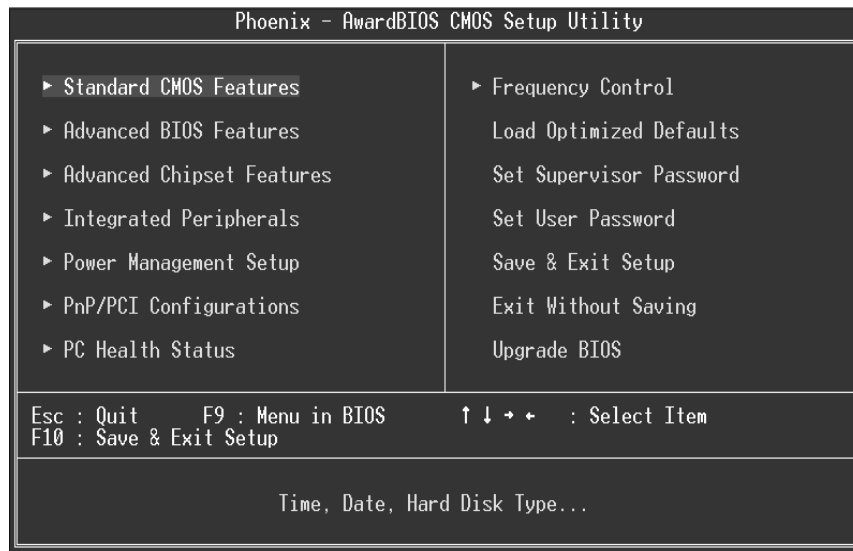 Phoenix - AwardBIOS CMOS Setup Utility
► Standard CMOS Features
► Advanced BIOS Features
► Advanced Chipset Features
► Integrated Peripherals
► Power Management Setup
► PnP/PCI Configurations
► PC Health Status
► Frequency Control
Load Optimized Defaults
Set Supervisor Password
Set User Password
Save & Exit Setup
Exit Without Saving
Upgrade BIOS
Esc : Quit F9 : Menu in BIOS ↑ ↓ → ← : Select Item
F10 : Save & Exit Setup
Time, Date, Hard Disk Type...